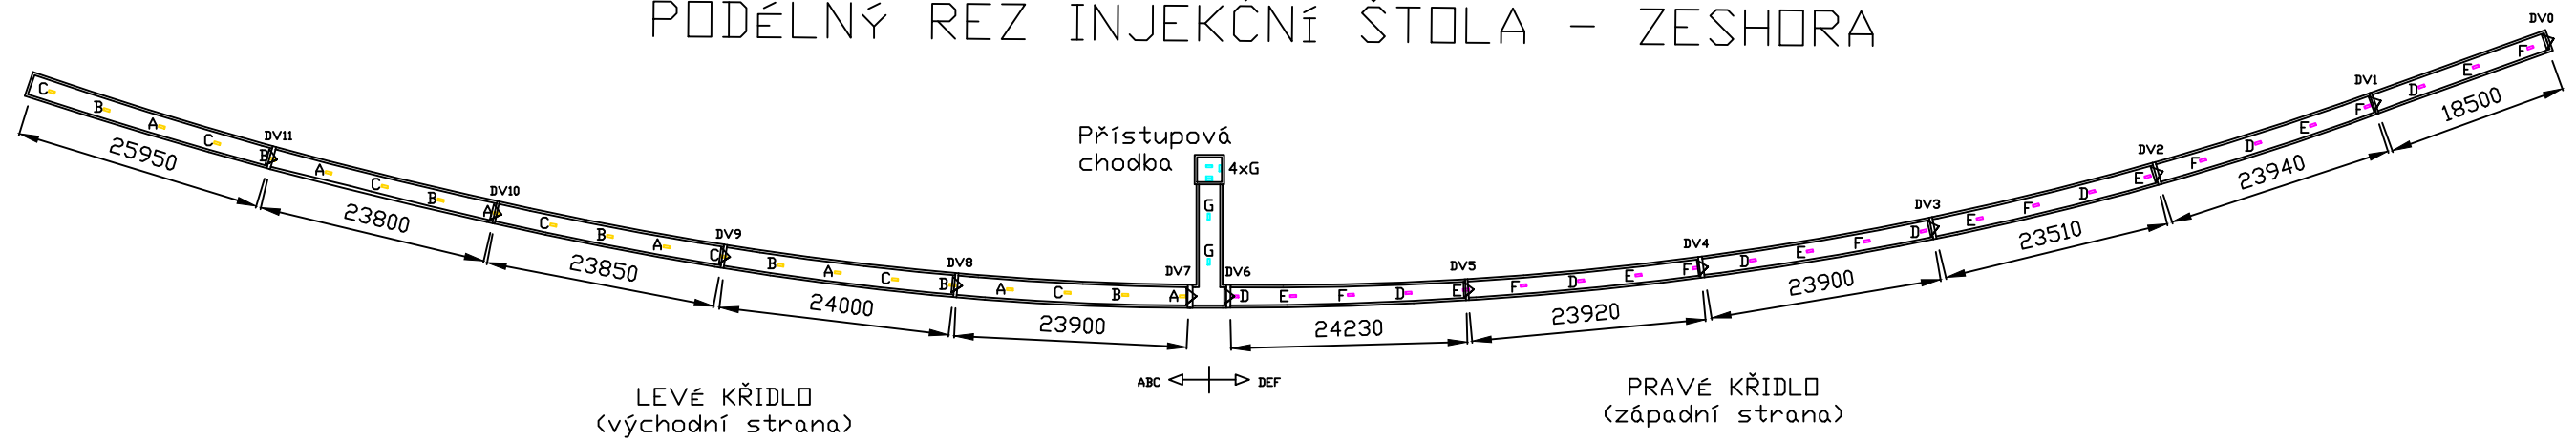 PODÉLNÝ REZ INJEKČNÍ ŠTOLA - ZESHORA
C B A C B
DV11
A C B A
DV10
C B A C
DV9
B A C B
DV8
A C B A
DV7
Přístupová
chodba
4xG
G
G
DV6
D E F D E
DV5
F D E F
DV4
D E F D
DV3
E F D E
DV2
F D E F
DV1
D E F
DV0
25950
23800
23850
24000
23900
24230
23920
23900
23510
23940
18500
ABC DEF
LEVÉ KŘIDLO
(východní strana)
PRAVÉ KŘIDLO
(západní strana)